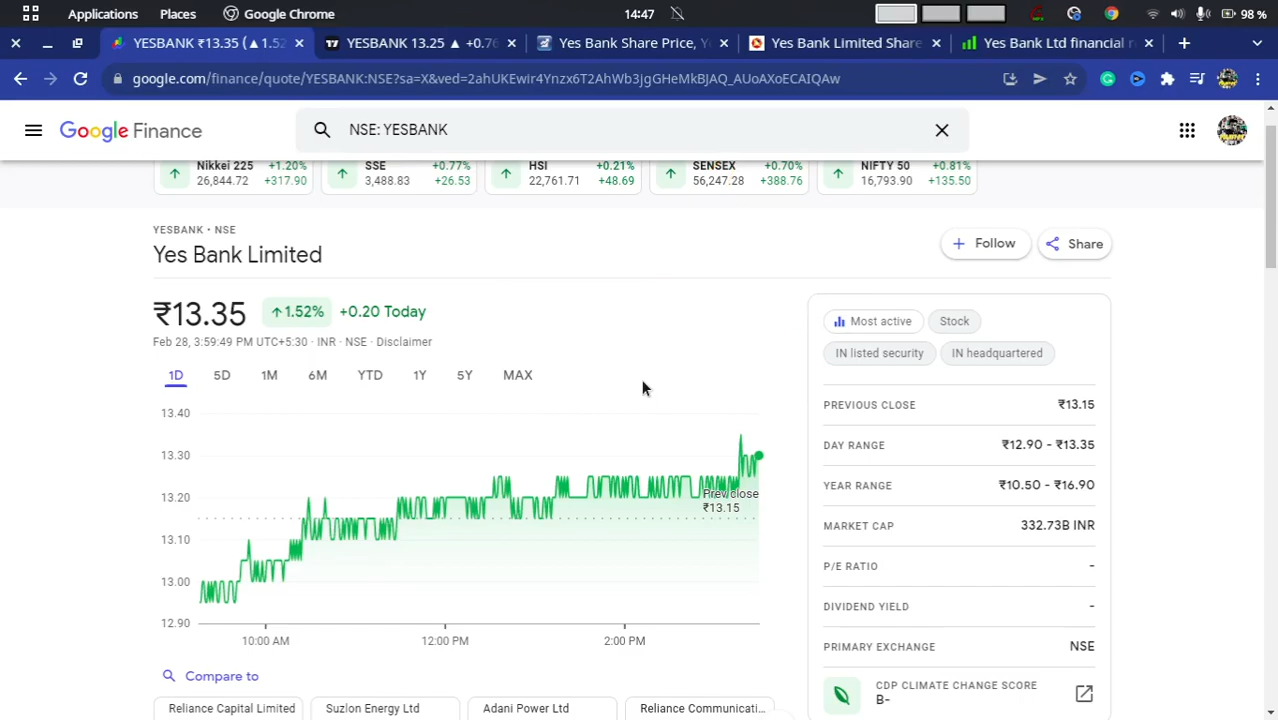 Applications Places Google Chrome 14:47 98 %
YESBANK ₹13.35 (▲1.52 YESBANK 13.25 ▲ +0.76 Yes Bank Share Price, Y Yes Bank Limited Share Yes Bank Ltd financial r
google.com/finance/quote/YESBANK:NSE?sa=X&ved=2ahUKEwir4Ynzx6T2AhWb3jgGHeMkBJAQ_AUoAXoECAIQAw
Google Finance NSE: YESBANK
Nikkei 225 +1.20% SSE +0.77% HSI +0.21% SENSEX +0.70% NIFTY 50 +0.81%
26,844.72 +317.90 3,488.83 +26.53 22,761.71 +48.69 56,247.28 +388.76 16,793.90 +135.50
YESBANK • NSE
Yes Bank Limited
Follow Share
₹13.35 1.52% +0.20 Today
Feb 28, 3:59:49 PM UTC+5:30 · INR · NSE · Disclaimer
1D 5D 1M 6M YTD 1Y 5Y MAX
13.40
13.30
13.20
13.10
13.00
12.90
Prev close
₹13.15
10:00 AM 12:00 PM 2:00 PM
Compare to
Reliance Capital Limited Suzlon Energy Ltd Adani Power Ltd Reliance Communicati...
Most active Stock
IN listed security IN headquartered
PREVIOUS CLOSE ₹13.15
DAY RANGE ₹12.90 - ₹13.35
YEAR RANGE ₹10.50 - ₹16.90
MARKET CAP 332.73B INR
P/E RATIO -
DIVIDEND YIELD -
PRIMARY EXCHANGE NSE
CDP CLIMATE CHANGE SCORE
B-